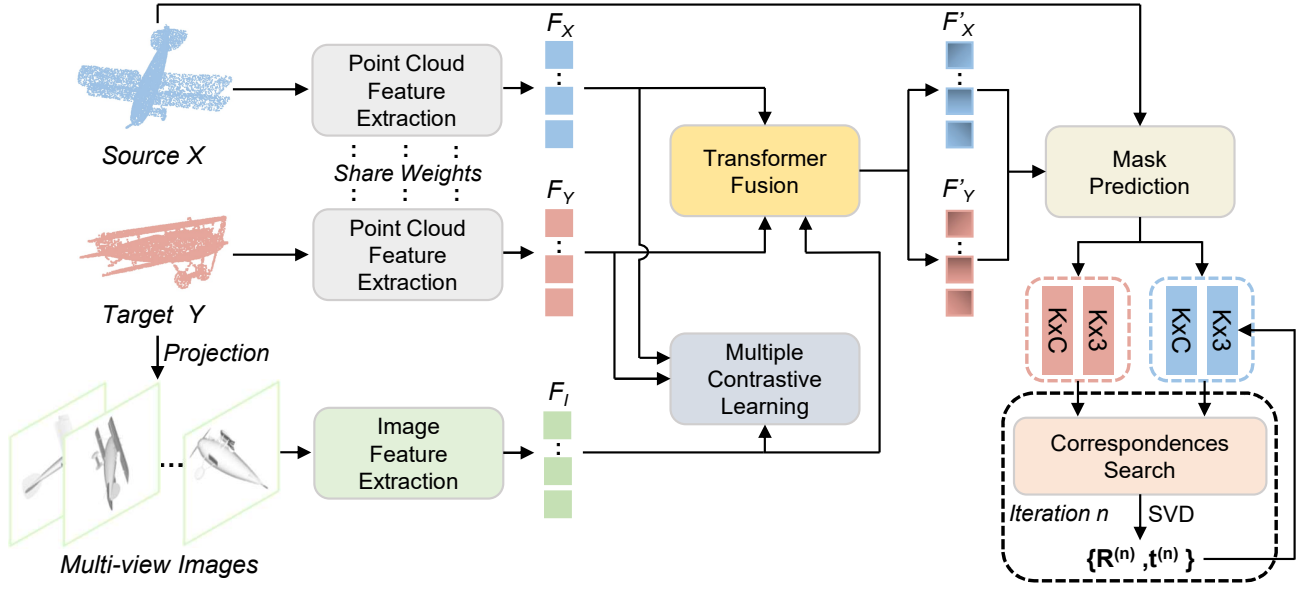 Source X
Point Cloud
Feature
Extraction
F_X
Share Weights
Target Y
Point Cloud
Feature
Extraction
F_Y
Projection
Multi-view Images
...
Image
Feature
Extraction
F_I
Transformer
Fusion
Multiple
Contrastive
Learning
F'_X
F'_Y
Mask
Prediction
KxC
Kx3
KxC
Kx3
Correspondences
Search
Iteration n
SVD
{R^(n) ,t^(n) }